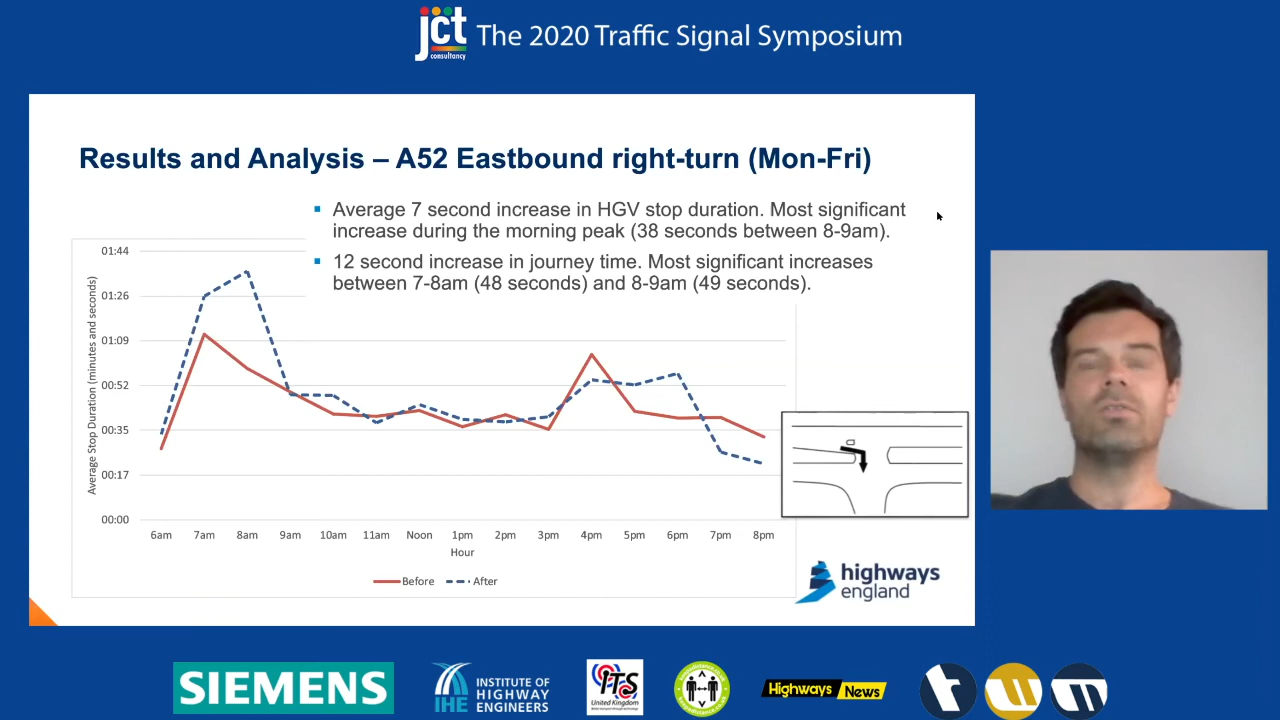 jct
consultancy
The 2020 Traffic Signal Symposium
Results and Analysis – A52 Eastbound right-turn (Mon-Fri)
▪ Average 7 second increase in HGV stop duration. Most significant
increase during the morning peak (38 seconds between 8-9am).
▪ 12 second increase in journey time. Most significant increases
between 7-8am (48 seconds) and 8-9am (49 seconds).
Average Stop Duration (minutes and seconds)
01:44
01:26
01:09
00:52
00:35
00:17
00:00
6am 7am 8am 9am 10am 11am Noon 1pm 2pm 3pm 4pm 5pm 6pm 7pm 8pm
Hour
Before After
highways
england
SIEMENS
IHE
INSTITUTE OF
HIGHWAY
ENGINEERS
ITS
United Kingdom
Highways News